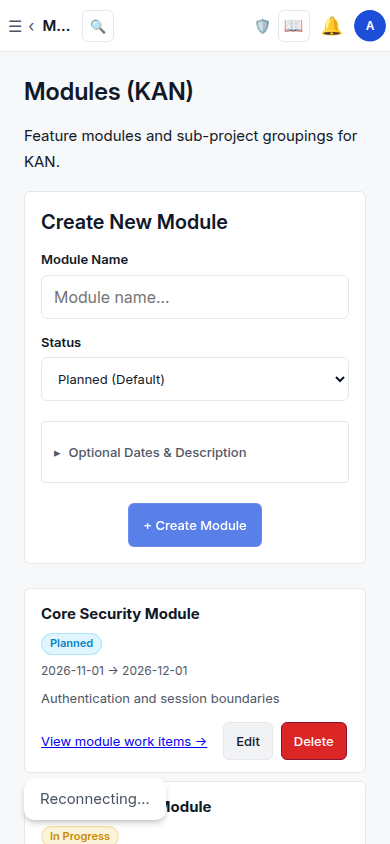 M...
A
Modules (KAN)
Feature modules and sub-project groupings for
KAN.
Create New Module
Module Name
Module name...
Status
Planned (Default)
▸ Optional Dates & Description
+ Create Module
Core Security Module
Planned
2026-11-01 → 2026-12-01
Authentication and session boundaries
View module work items →
Edit
Delete
Reconnecting...
Module
In Progress